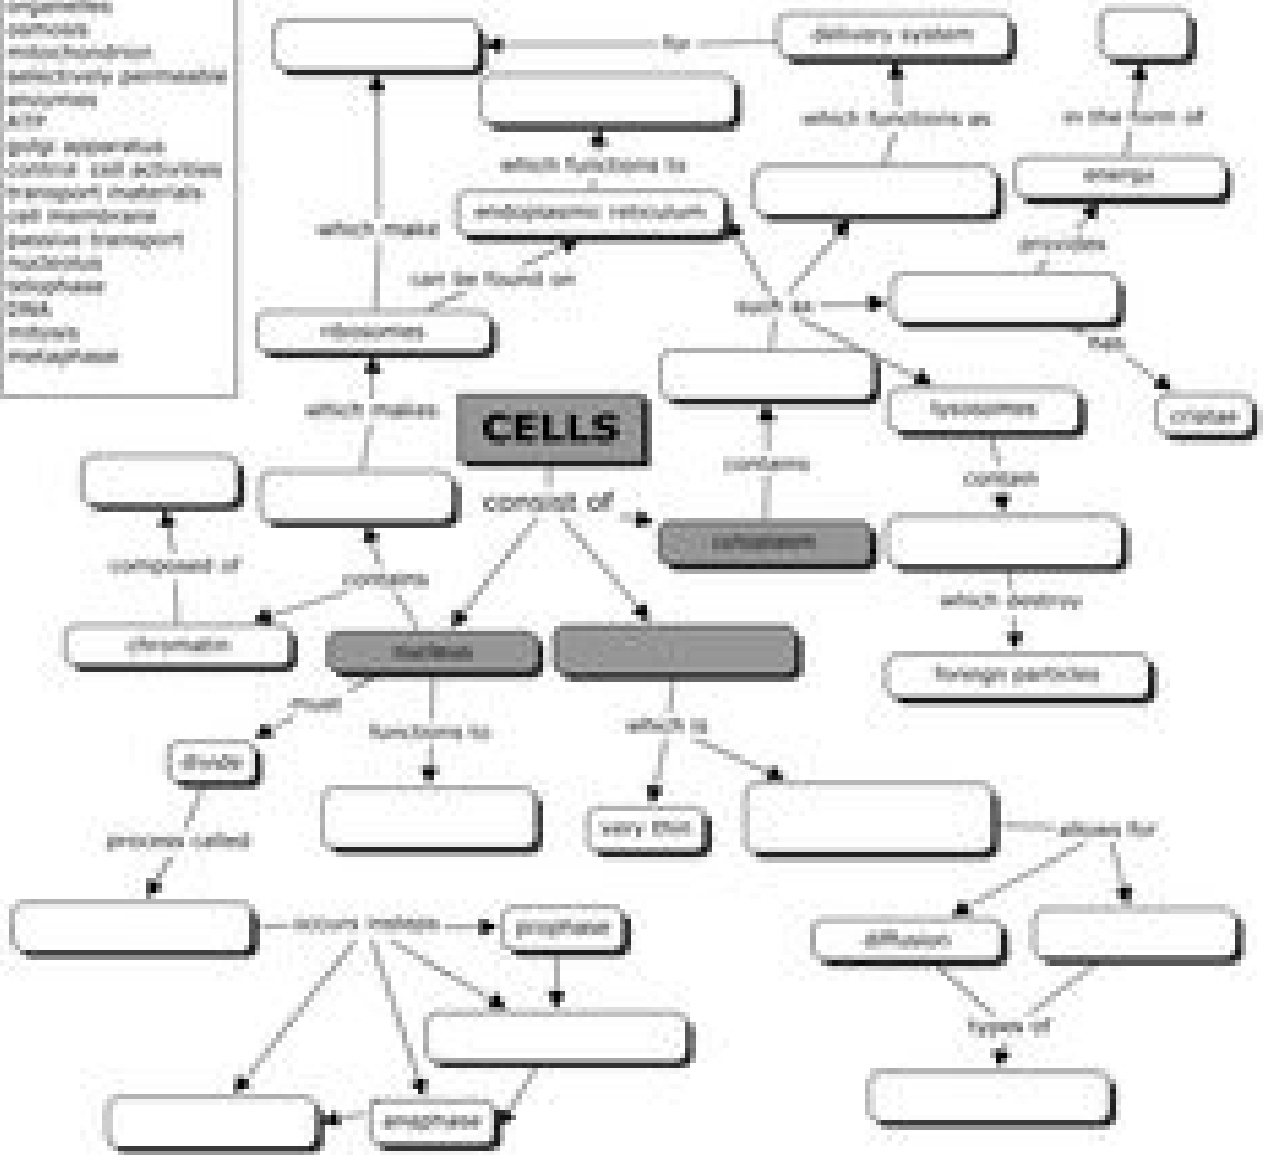 organelles
osmosis
mitochondrion
selectively permeable
enzymes
ATP
golgi apparatus
control cell activities
transport materials
cell membrane
passive transport
nucleolus
telophase
DNA
mitosis
metaphase
for
delivery system
which functions as
in the form of
which functions to
energy
endoplasmic reticulum
which make
provides
can be found on
such as
ribosomes
has
which makes
CELLS
lysosomes
cristae
contains
contain
consist of
cytoplasm
composed of
contains
which destroy
chromatin
nucleus
foreign particles
must
functions to
which is
divide
very thin
process called
allows for
occurs insteps
prophase
diffusion
types of
anaphase